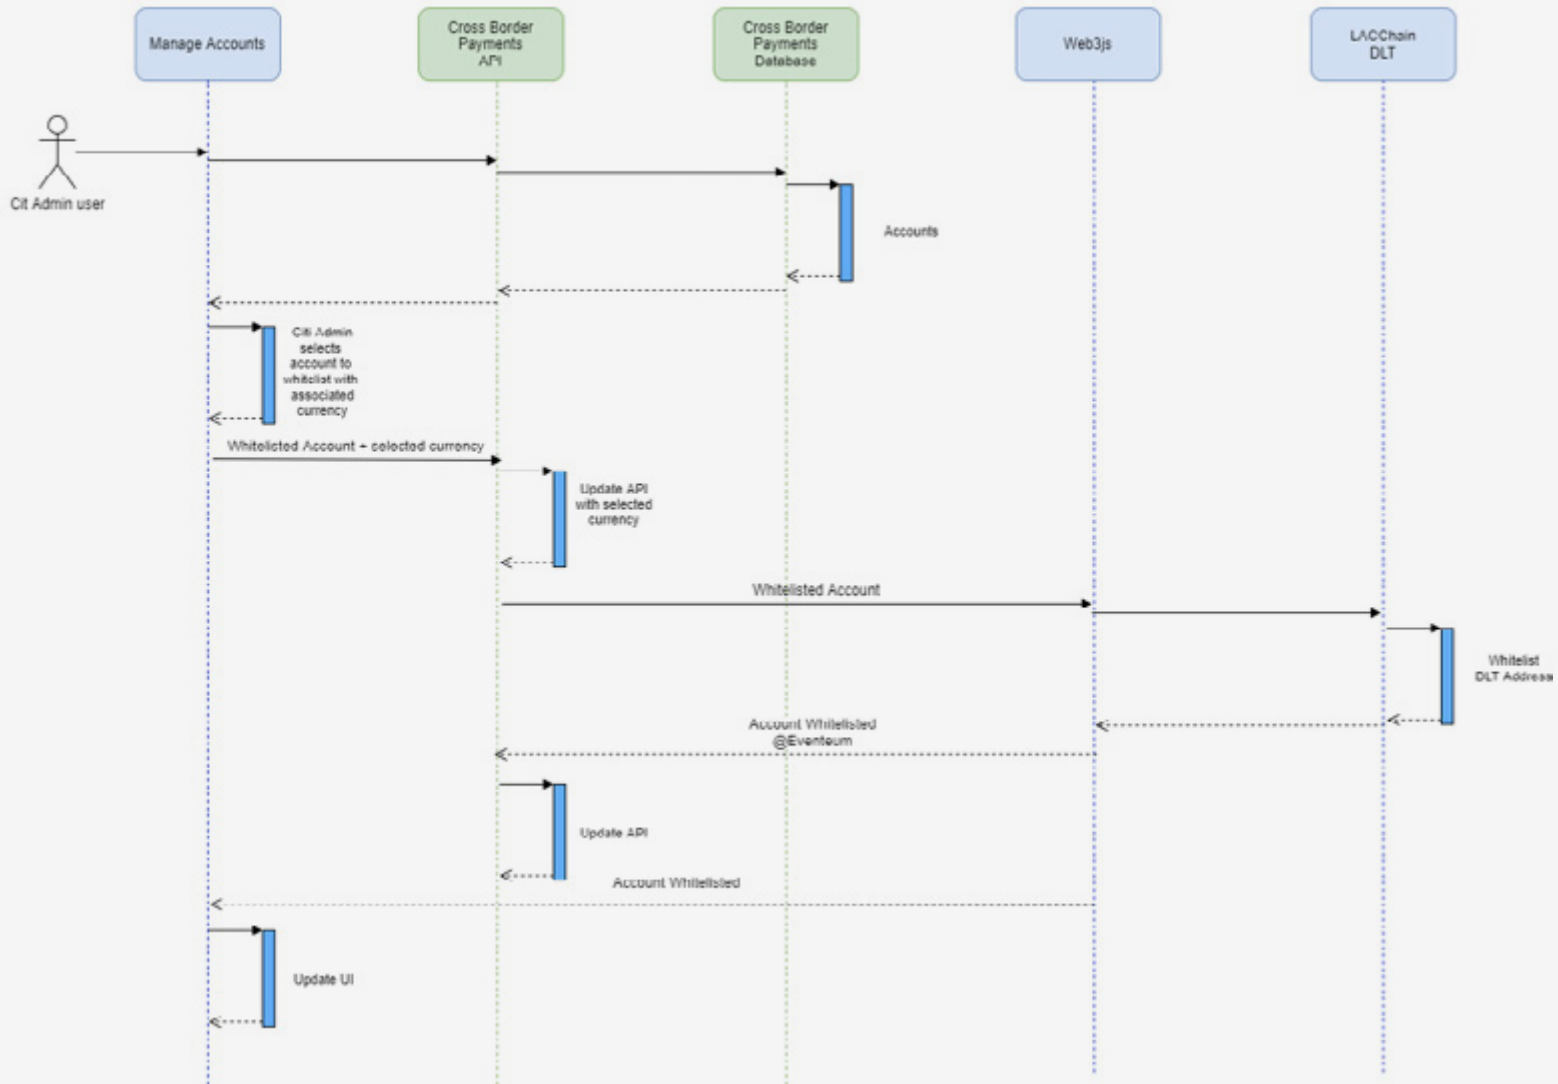 Manage Accounts
Cross Border
Payments
API
Cross Border
Payments
Database
Web3js
LACChain
DLT
Cit Admin user
Accounts
Citi Admin
selects
account to
whitelist with
associated
currency
Whitelisted Account + selected currency
Update API
with selected
currency
Whitelisted Account
Whitelist
DLT Address
Account Whitelisted
@Eventeum
Update API
Account Whitelisted
Update UI